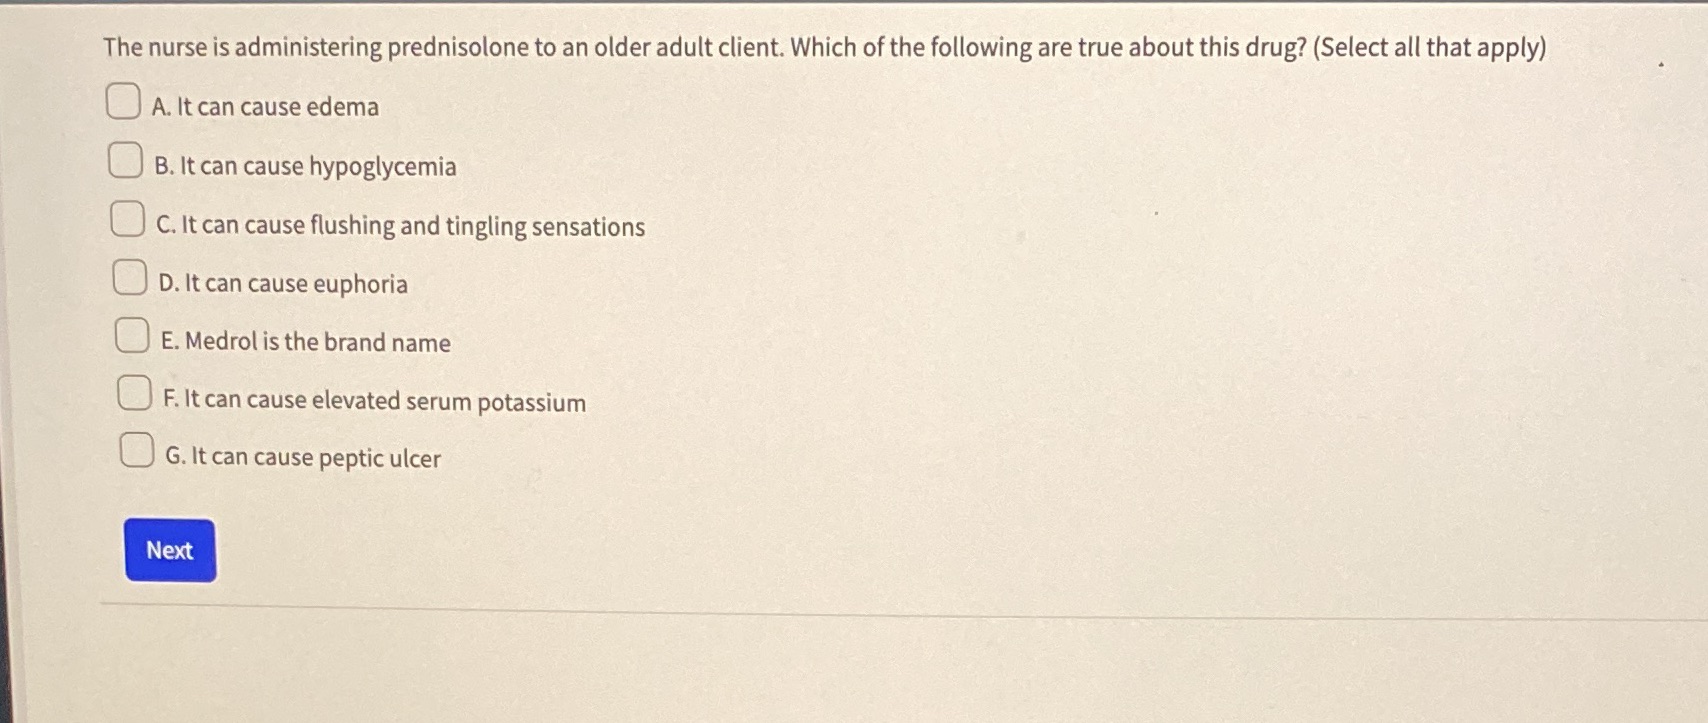 The nurse is administering prednisolone to an older adult client. Which of the following are true about this drug? (Select all that apply)
A. It can cause edema
B. It can cause hypoglycemia
C. It can cause flushing and tingling sensations
D. It can cause euphoria
E. Medrol is the brand name
F. It can cause elevated serum potassium
G. It can cause peptic ulcer
Next